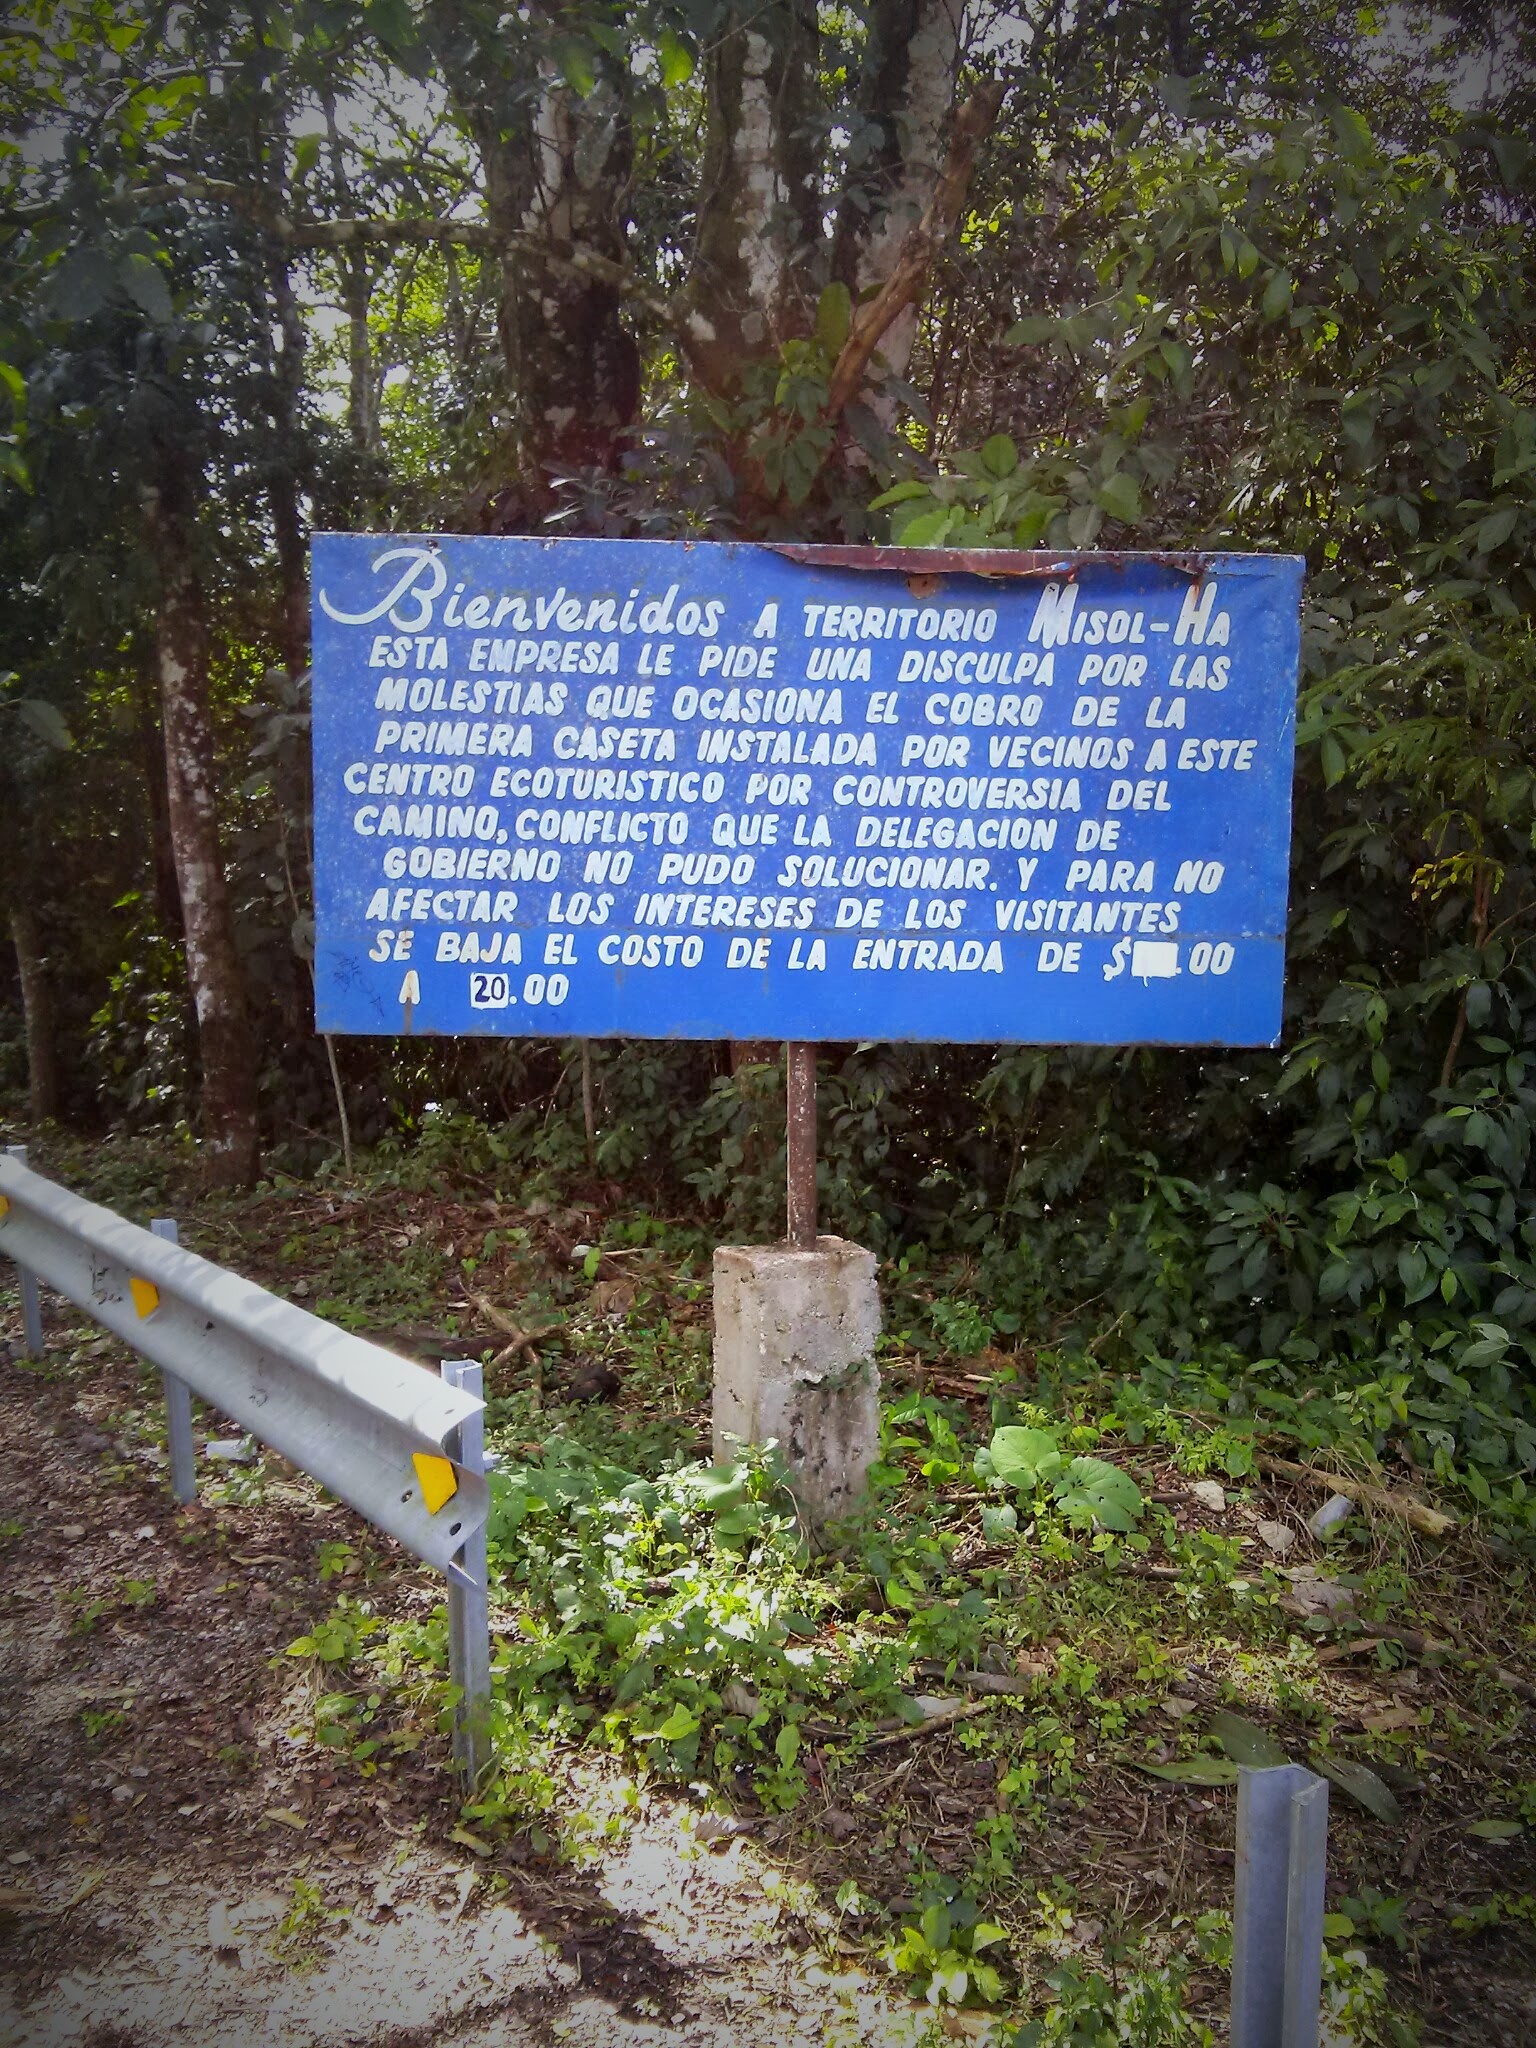 Bienvenidos A TERRITORIO MISOL-HA
ESTA EMPRESA LE PIDE UNA DISCULPA POR LAS
MOLESTIAS QUE OCASIONA EL COBRO DE LA
PRIMERA CASETA INSTALADA POR VECINOS A ESTE
CENTRO ECOTURISTICO POR CONTROVERSIA DEL
CAMINO, CONFLICTO QUE LA DELEGACION DE
GOBIERNO NO PUDO SOLUCIONAR. Y PARA NO
AFECTAR LOS INTERESES DE LOS VISITANTES
SE BAJA EL COSTO DE LA ENTRADA DE $ .00
A 20.00